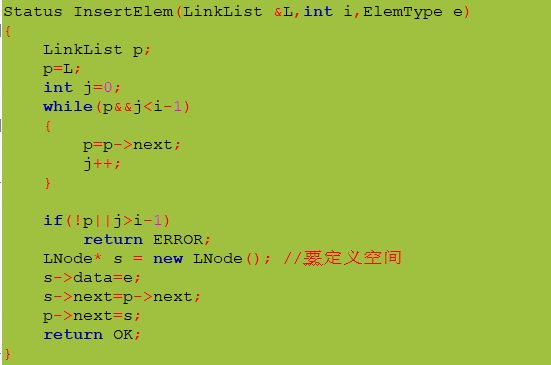 Status InsertElem(LinkList &L,int i,ElemType e)
{
    LinkList p;
    p=L;
    int j=0;
    while(p&&j<i-1)
    {
        p=p->next;
        j++;
    }

    if(!p||j>i-1)
        return ERROR;
    LNode* s = new LNode(); //要定义空间
    s->data=e;
    s->next=p->next;
    p->next=s;
    return OK;
}